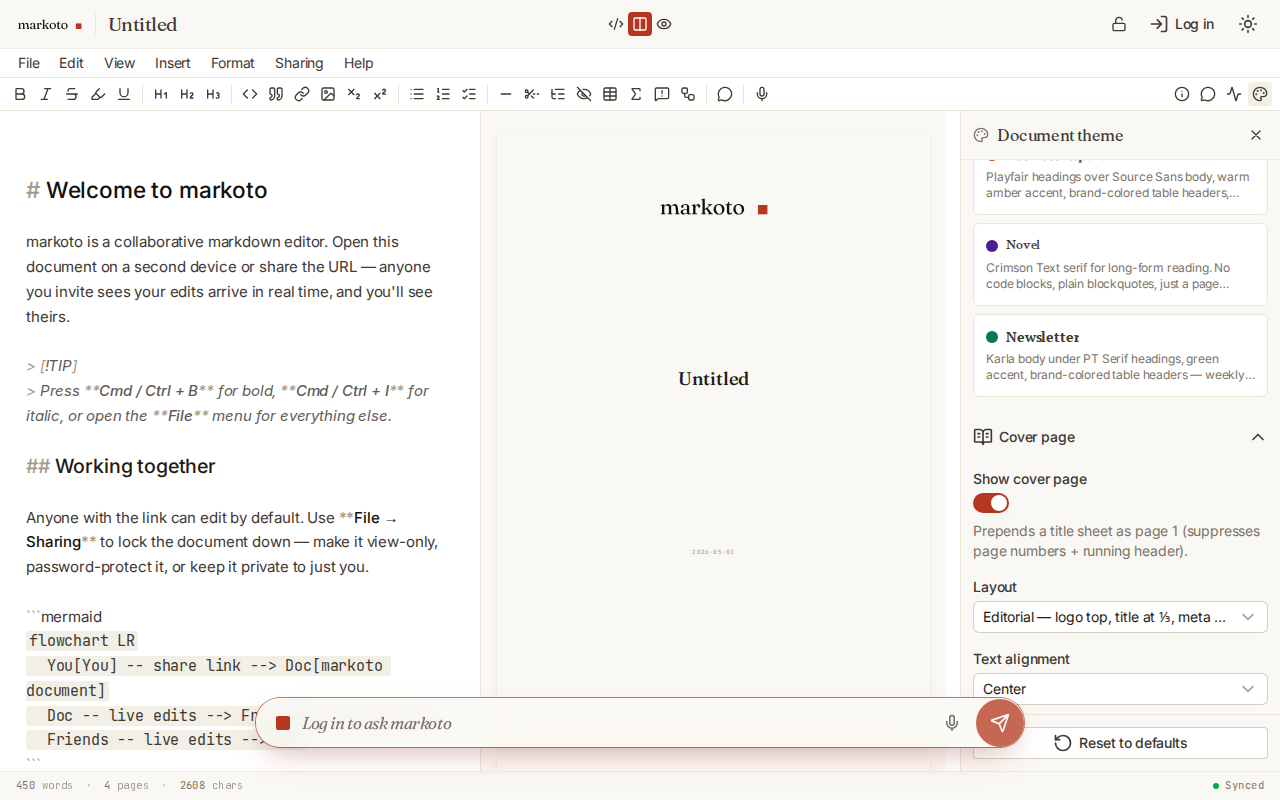 markoto
Untitled
Log in
File Edit View Insert Format Sharing Help
B I S U H1 H2 H3 X2 X2
# Welcome to markoto
markoto is a collaborative markdown editor. Open this
document on a second device or share the URL — anyone
you invite sees your edits arrive in real time, and you'll see
theirs.
> [!TIP]
> Press **Cmd / Ctrl + B** for bold, **Cmd / Ctrl + I** for
italic, or open the **File** menu for everything else.
## Working together
Anyone with the link can edit by default. Use **File →
Sharing** to lock the document down — make it view-only,
password-protect it, or keep it private to just you.
```mermaid
flowchart LR
You[You] -- share link --> Doc[markoto
document]
Doc -- live edits --> Fr
Friends -- live edits --
```
markoto
Untitled
2026-05-03
Document theme
Playfair headings over Source Sans body, warm
amber accent, brand-colored table headers,...
Novel
Crimson Text serif for long-form reading. No
code blocks, plain blockquotes, just a page...
Newsletter
Karla body under PT Serif headings, green
accent, brand-colored table headers — weekly...
Cover page
Show cover page
Prepends a title sheet as page 1 (suppresses
page numbers + running header).
Layout
Editorial — logo top, title at ⅓, meta ...
Text alignment
Center
Reset to defaults
Log in to ask markoto
450 words · 4 pages · 2608 chars
Synced